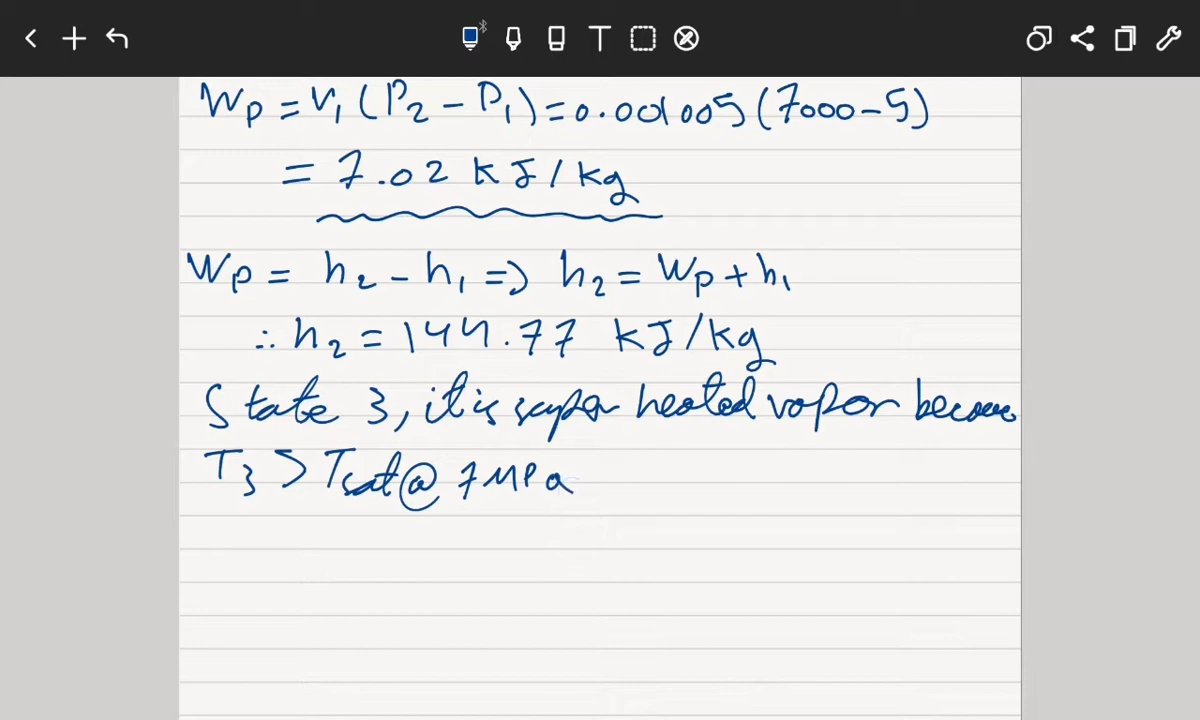 Wp = V₁ (P₂ - P₁) = 0.001005 (7000 - 5)
= 7.02 kJ/kg
Wp = h₂ - h₁ => h₂ = Wp + h₁
∴ h₂ = 144.77 kJ/kg
State 3, it is super heated vapor because
T₃ > Tsat@ 7MPa